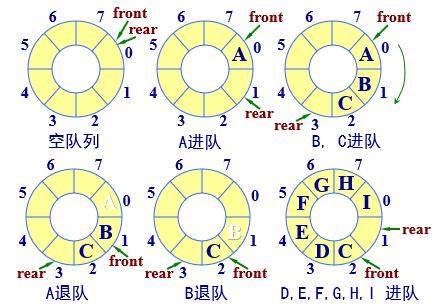 6 7 front
rear
5 0
4 1
3 2
空队列
6 7 front
5 A 0
4 1
rear
3 2
A进队
6 7 front
5 A 0
B
4 C 1
rear 3 2
B, C进队
6 7
5 A 0
B
4 C 1
front
rear 3 2
A退队
6 7
5 0
B
4 C 1
rear 3 2 front
B退队
6 7
G H
5 F I 0
rear
E
4 D C 1
3 2 front
D,E,F,G,H,I 进队